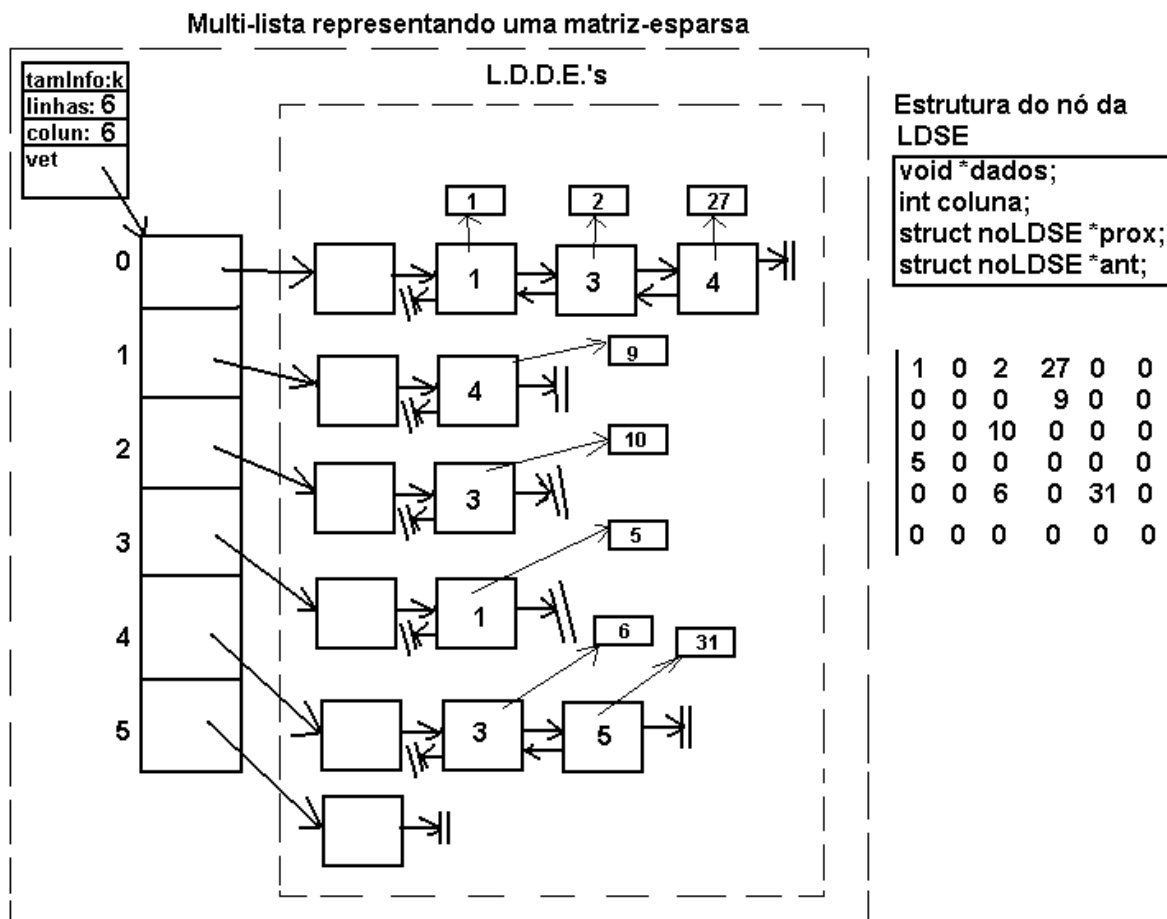 Multi-lista representando uma matriz-esparsa
tamInfo:k
linhas: 6
colun: 6
vet
L.D.D.E.'s
1 2 27
0 1 3 4
9
1 4
10
2 3
5
3 1
6 31
4
3 5
5
Estrutura do nó da
LDSE
void *dados;
int coluna;
struct noLDSE *prox;
struct noLDSE *ant;
1 0 2 27 0 0
0 0 0 9 0 0
0 0 10 0 0 0
5 0 0 0 0 0
0 0 6 0 31 0
0 0 0 0 0 0